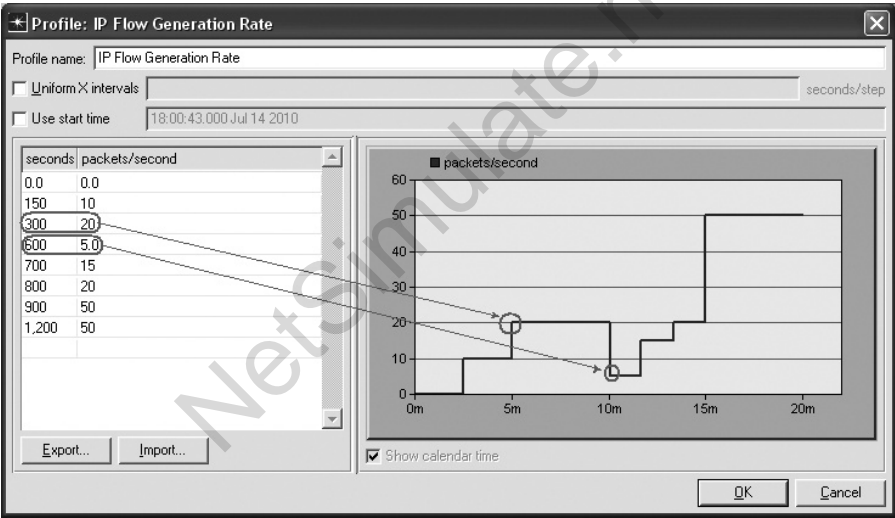 Profile: IP Flow Generation Rate
Profile name: IP Flow Generation Rate
Uniform X intervals seconds/step
Use start time 18:00:43.000 Jul 14 2010
seconds packets/second
0.0 0.0
150 10
300 20
600 5.0
700 15
800 20
900 50
1,200 50
packets/second
60
50
40
30
20
10
0
0m 5m 10m 15m 20m
Export... Import...
Show calendar time
OK Cancel
NetSimulate.n